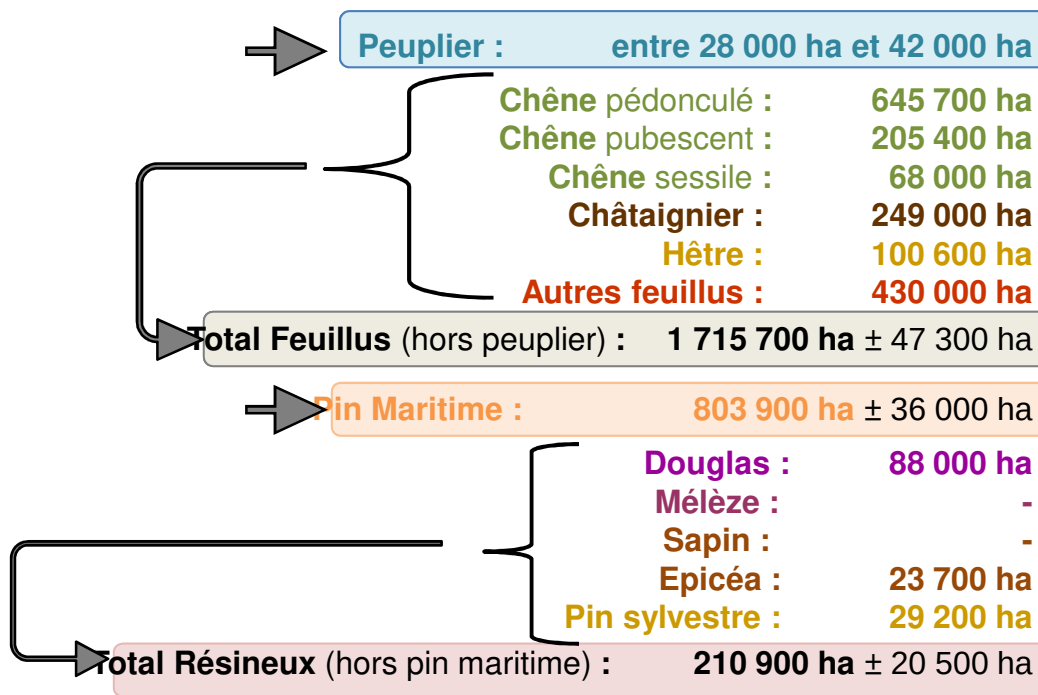 Peuplier : entre 28 000 ha et 42 000 ha
Chêne pédonculé : 645 700 ha
Chêne pubescent : 205 400 ha
Chêne sessile : 68 000 ha
Châtaignier : 249 000 ha
Hêtre : 100 600 ha
Autres feuillus : 430 000 ha
Total Feuillus (hors peuplier) : 1 715 700 ha ± 47 300 ha
Pin Maritime : 803 900 ha ± 36 000 ha
Douglas : 88 000 ha
Mélèze : -
Sapin : -
Epicéa : 23 700 ha
Pin sylvestre : 29 200 ha
Total Résineux (hors pin maritime) : 210 900 ha ± 20 500 ha